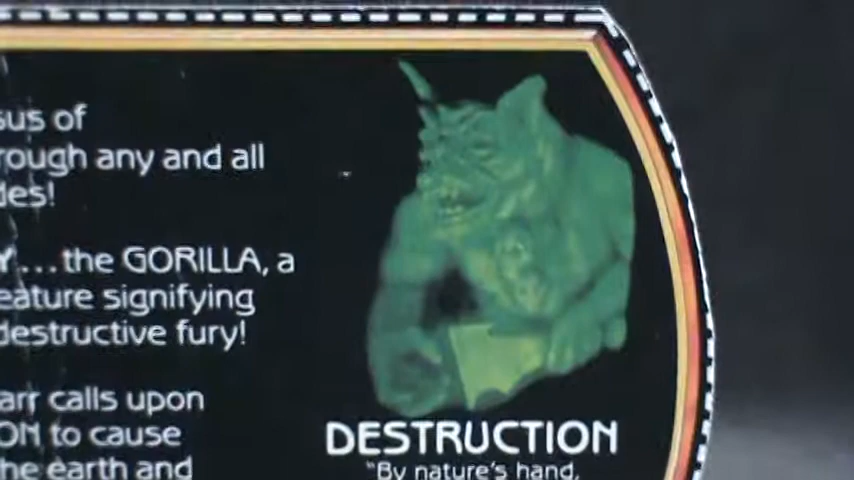 sus of
rough any and all
des!
Y...the GORILLA, a
eature signifying
destructive fury!
arr calls upon
ON to cause
he earth and
DESTRUCTION
"By nature's hand,